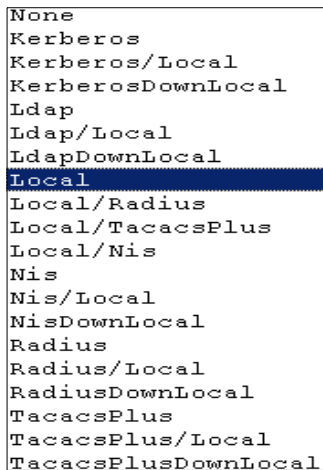 None
Kerberos
Kerberos/Local
KerberosDownLocal
Ldap
Ldap/Local
LdapDownLocal
Local
Local/Radius
Local/TacacsPlus
Local/Nis
Nis
Nis/Local
NisDownLocal
Radius
Radius/Local
RadiusDownLocal
TacacsPlus
TacacsPlus/Local
TacacsPlusDownLocal